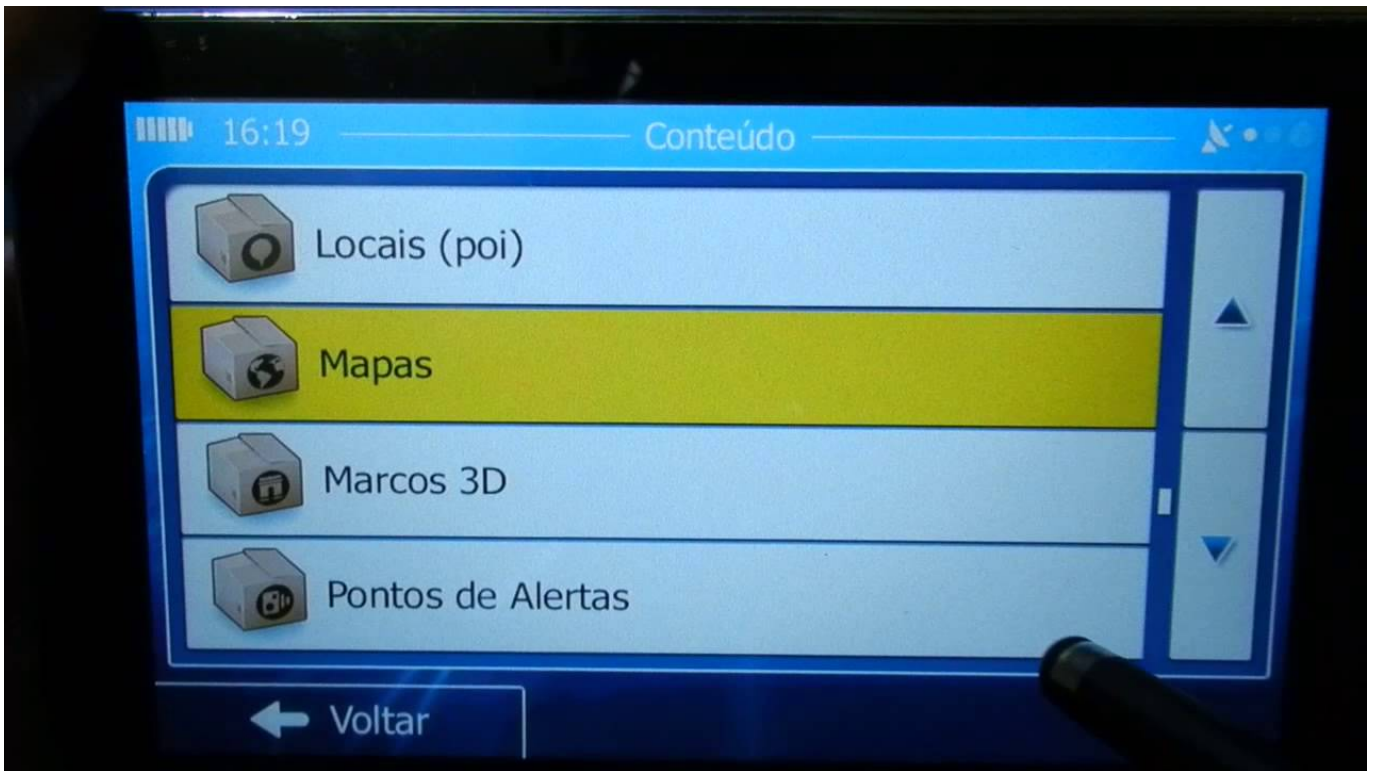 16:19 Conteúdo
Locais (poi)
Mapas
Marcos 3D
Pontos de Alertas
Voltar